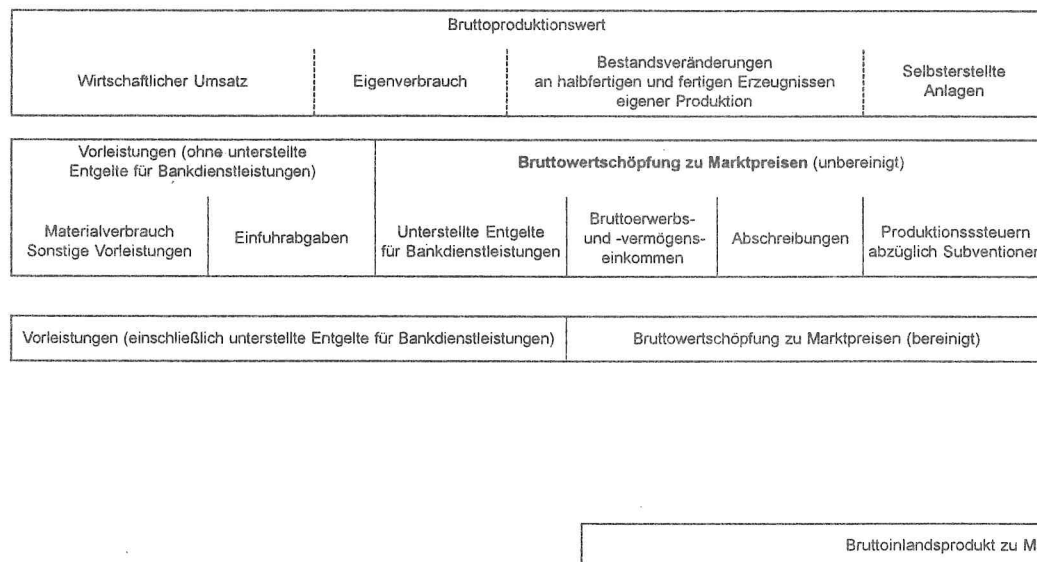 Bruttoproduktionswert
Wirtschaftlicher Umsatz
Eigenverbrauch
Bestandsveränderungen
an halbfertigen und fertigen Erzeugnissen
eigener Produktion
Selbsterstellte
Anlagen
Vorleistungen (ohne unterstellte
Entgelte für Bankdienstleistungen)
Bruttowertschöpfung zu Marktpreisen (unbereinigt)
Materialverbrauch
Sonstige Vorleistungen
Einfuhrabgaben
Unterstellte Entgelte
für Bankdienstleistungen
Bruttoerwerbs-
und -vermögens-
einkommen
Abschreibungen
Produktionsssteuern
abzüglich Subventionen
Vorleistungen (einschließlich unterstellte Entgelte für Bankdienstleistungen)
Bruttowertschöpfung zu Marktpreisen (bereinigt)
Bruttoinlandsprodukt zu M